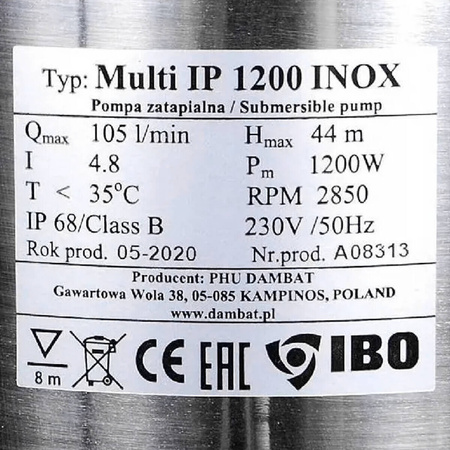 Typ: Multi IP 1200 INOX
Pompa zatapialna / Submersible pump
Qmax 105 l/min Hmax 44 m
I 4.8 Pm 1200W
T < 35°C RPM 2850
IP 68/Class B 230V /50Hz
Rok prod. 05-2020 Nr.prod. A08313
Producent: PHU DAMBAT
Gawartowa Wola 38, 05-085 KAMPINOS, POLAND
www.dambat.pl
8 m CE EAC IBO